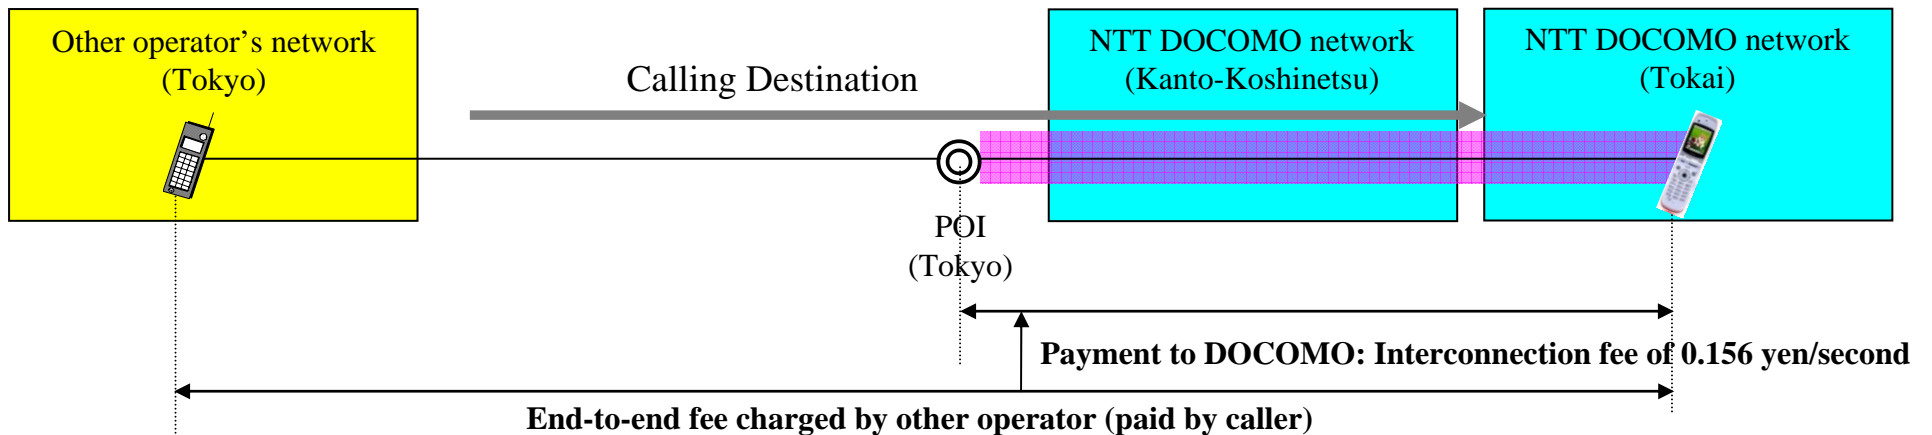 Other operator’s network
(Tokyo)
Calling Destination
NTT DOCOMO network
(Kanto-Koshinetsu)
NTT DOCOMO network
(Tokai)
POI
(Tokyo)
Payment to DOCOMO: Interconnection fee of 0.156 yen/second
End-to-end fee charged by other operator (paid by caller)